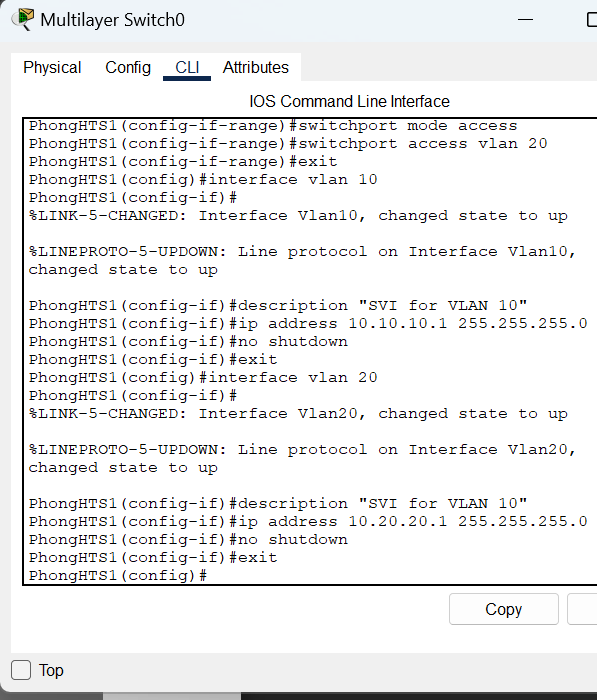 Multilayer Switch0
Physical Config CLI Attributes
IOS Command Line Interface
PhongHTS1(config-if-range)#switchport mode access
PhongHTS1(config-if-range)#switchport access vlan 20
PhongHTS1(config-if-range)#exit
PhongHTS1(config)#interface vlan 10
PhongHTS1(config-if)#
%LINK-5-CHANGED: Interface Vlan10, changed state to up
%LINEPROTO-5-UPDOWN: Line protocol on Interface Vlan10,
changed state to up
PhongHTS1(config-if)#description "SVI for VLAN 10"
PhongHTS1(config-if)#ip address 10.10.10.1 255.255.255.0
PhongHTS1(config-if)#no shutdown
PhongHTS1(config-if)#exit
PhongHTS1(config)#interface vlan 20
PhongHTS1(config-if)#
%LINK-5-CHANGED: Interface Vlan20, changed state to up
%LINEPROTO-5-UPDOWN: Line protocol on Interface Vlan20,
changed state to up
PhongHTS1(config-if)#description "SVI for VLAN 10"
PhongHTS1(config-if)#ip address 10.20.20.1 255.255.255.0
PhongHTS1(config-if)#no shutdown
PhongHTS1(config-if)#exit
PhongHTS1(config)#
Copy
Top